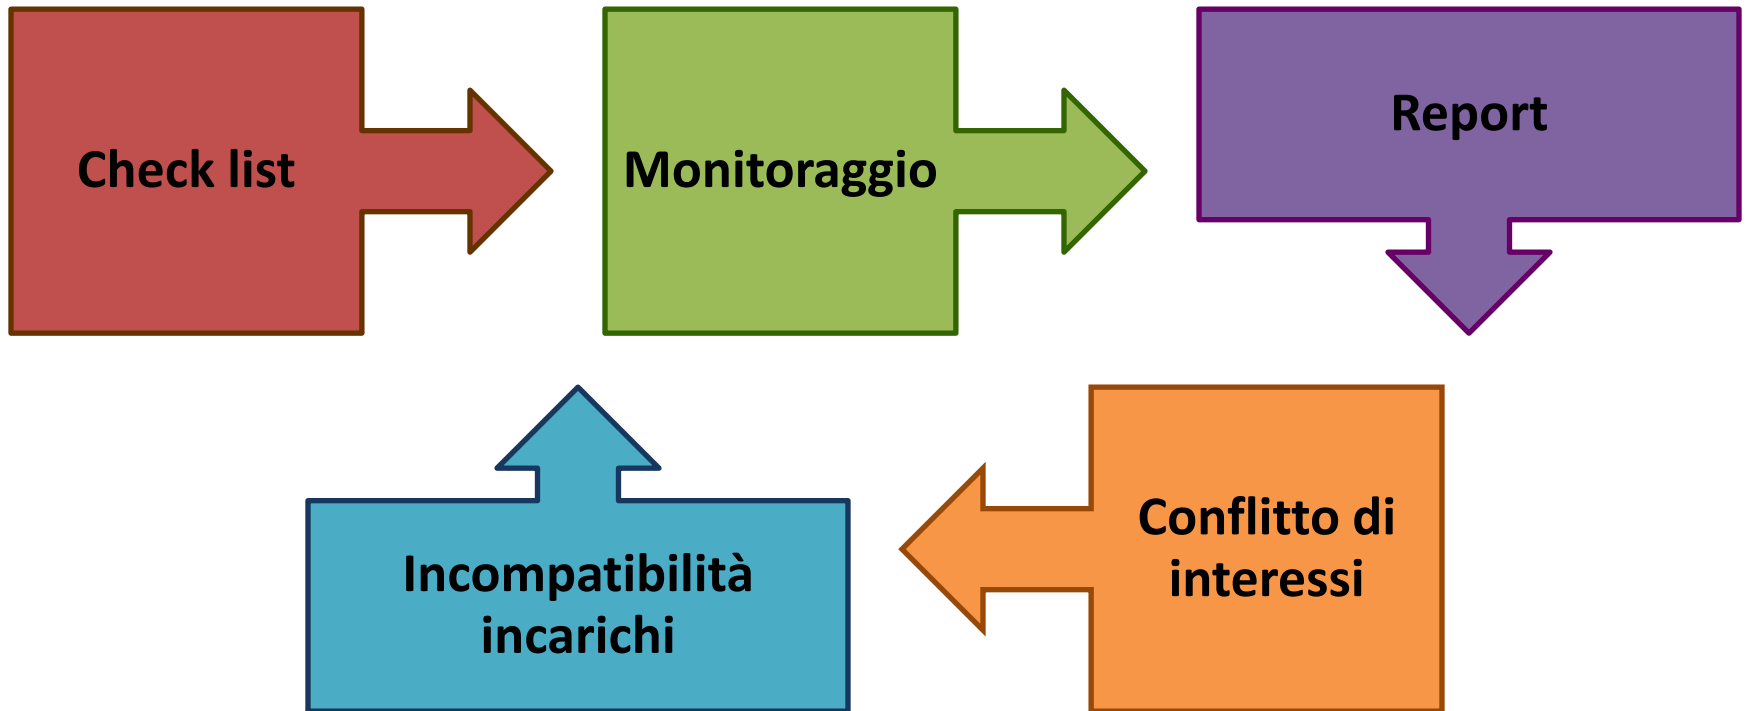 Check list
Monitoraggio
Report
Conflitto di
interessi
Incompatibilità
incarichi